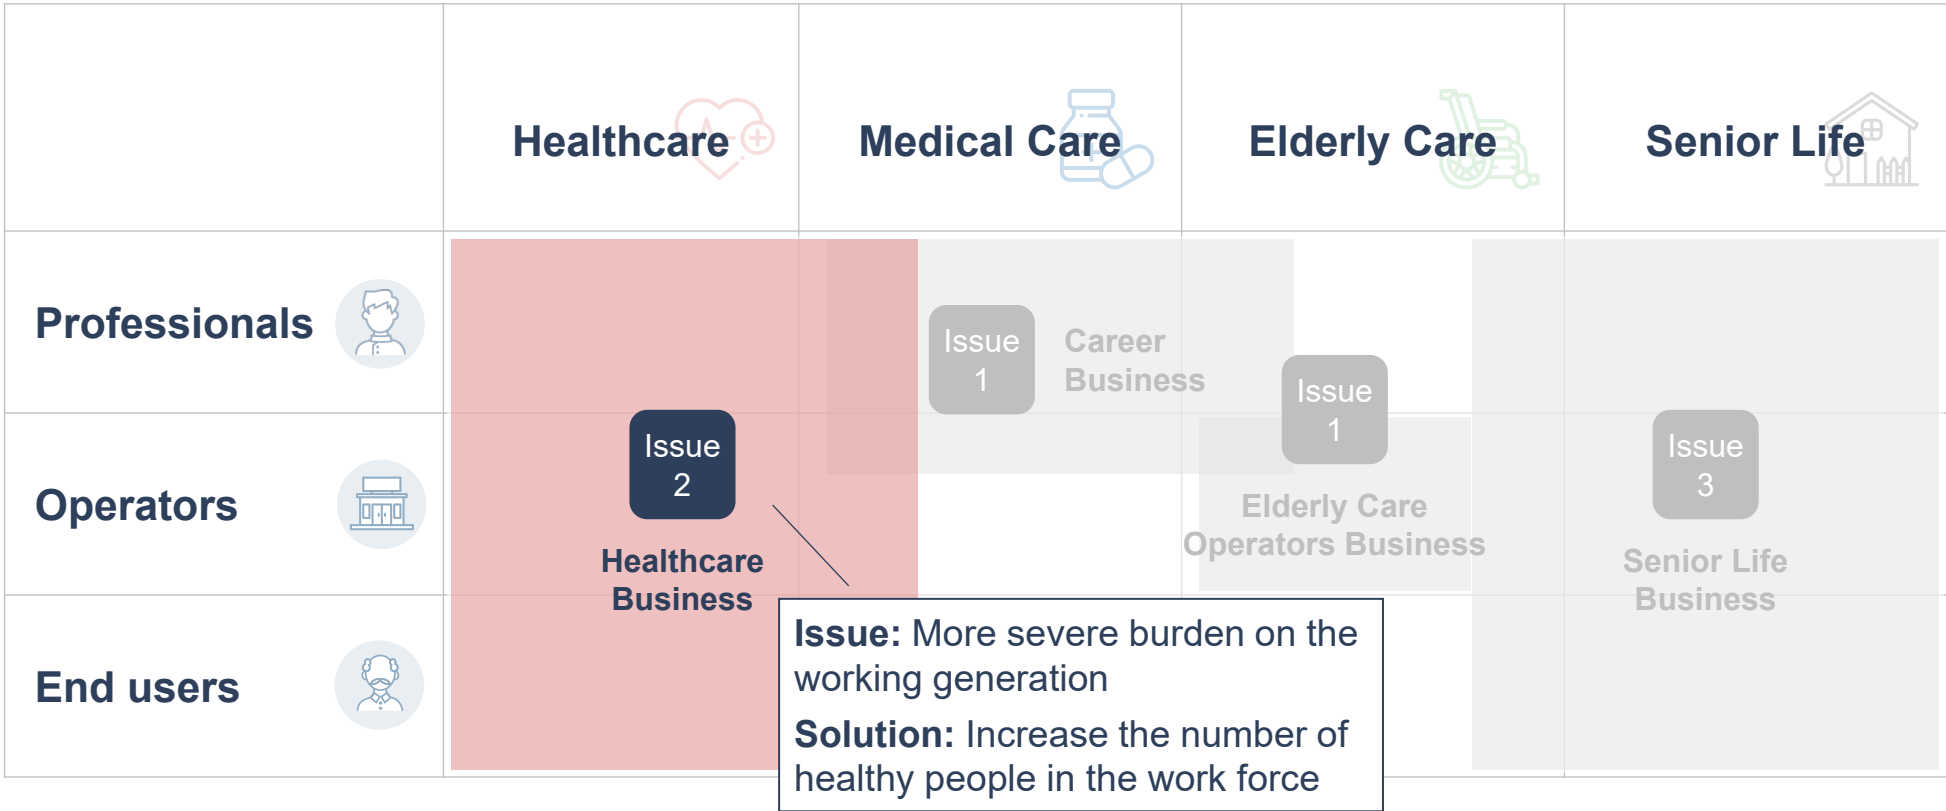 Healthcare
Medical Care
Elderly Care
Senior Life
Professionals
Issue
1
Career
Business
Issue
1
Operators
Issue
2
Healthcare
Business
Elderly Care
Operators Business
Issue
3
Senior Life
Business
End users
Issue: More severe burden on the
working generation
Solution: Increase the number of
healthy people in the work force